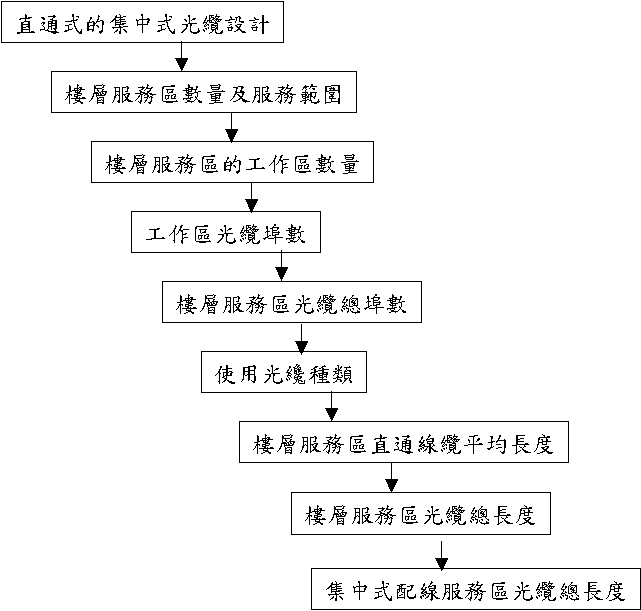 直通式的集中式光纜設計
樓層服務區數量及服務範圍
樓層服務區的工作區數量
工作區光纜埠數
樓層服務區光纜總埠數
使用光纔種類
樓層服務區直通線纜平均長度
樓層服務區光纜總長度
集中式配線服務區光纜總長度